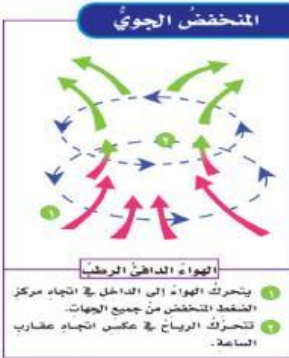 المنخفضُ الجويُّ
٢
١
الهواءُ الدافئُ الرطبُ
١ يتحركُ الهواءُ إلى الداخلِ في اتجاهِ مركزِ
الضغطِ المنخفضِ منْ جميعِ الجهاتِ.
٢ تتحركُ الرياحُ في عكسِ اتجاهِ عقاربِ
الساعةِ.